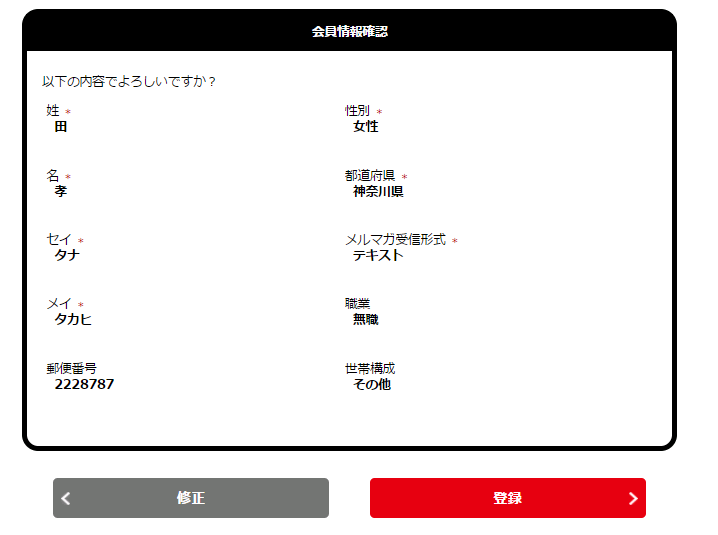 会員情報確認
以下の内容でよろしいですか？
姓 *
田
性別 *
女性
名 *
孝
都道府県 *
神奈川県
セイ *
タナ
メルマガ受信形式 *
テキスト
メイ *
タカヒ
職業
無職
郵便番号
2228787
世帯構成
その他
修正
登録